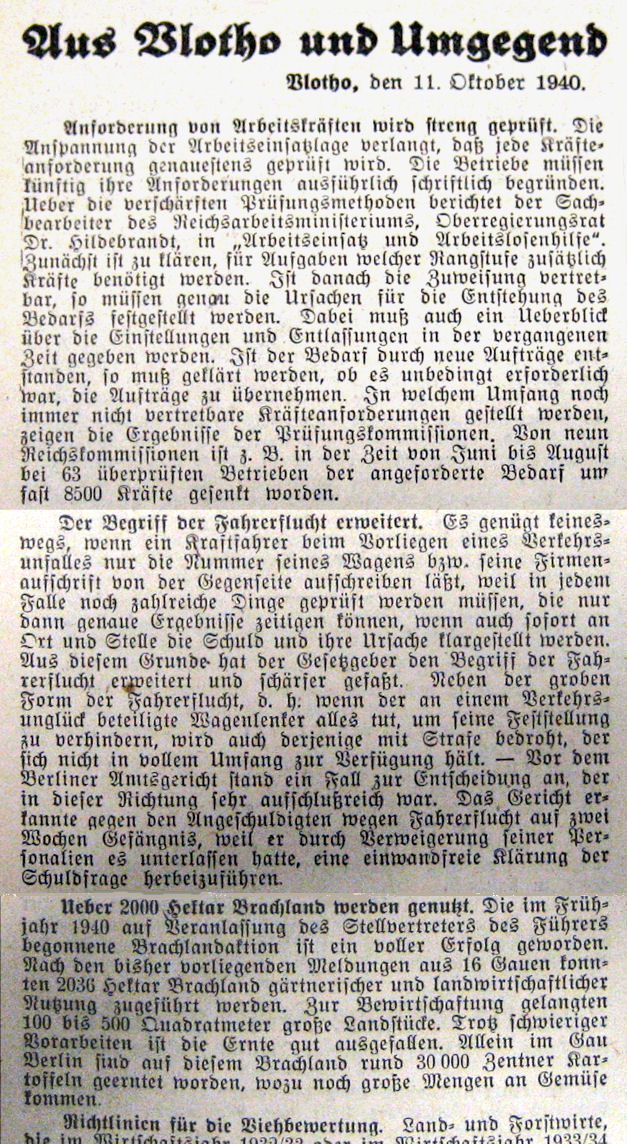 Aus Vlotho und Umgegend
Vlotho, den 11. Oktober 1940.
Anforderung von Arbeitskräften wird streng geprüft. Die
Anspannung der Arbeitseinsatzlage verlangt, daß jede Kräfte-
anforderung genauestens geprüft wird. Die Betriebe müssen
künftig ihre Anforderungen ausführlich schriftlich begründen.
Ueber die verschärften Prüfungsmethoden berichtet der Sach-
bearbeiter des Reichsarbeitsministeriums, Oberregierungsrat
Dr. Hildebrandt, in „Arbeitseinsatz und Arbeitslosenhilfe“.
Zunächst ist zu klären, für Aufgaben welcher Rangstufe zusätzlich
Kräfte benötigt werden. Ist danach die Zuweisung vertret-
bar, so müssen genau die Ursachen für die Entstehung des
Bedarfs festgestellt werden. Dabei muß auch ein Ueberblick
über die Einstellungen und Entlassungen in der vergangenen
Zeit gegeben werden. Ist der Bedarf durch neue Aufträge ent-
standen, so muß geklärt werden, ob es unbedingt erforderlich
war, die Aufträge zu übernehmen. In welchem Umfang noch
immer nicht vertretbare Kräfteanforderungen gestellt werden,
zeigen die Ergebnisse der Prüfungskommissionen. Von neun
Reichskommissionen ist z. B. in der Zeit von Juni bis August
bei 63 überprüften Betrieben der angeforderte Bedarf um
fast 8500 Kräfte gesenkt worden.
Der Begriff der Fahrerflucht erweitert. Es genügt keines-
wegs, wenn ein Kraftfahrer beim Vorliegen eines Verkehrs-
unfalles nur die Nummer seines Wagens bzw. seine Firmen-
aufschrift von der Gegenseite aufschreiben läßt, weil in jedem
Falle noch zahlreiche Dinge geprüft werden müssen, die nur
dann genaue Ergebnisse zeitigen können, wenn auch sofort an
Ort und Stelle die Schuld und ihre Ursache klargestellt werden.
Aus diesem Grunde hat der Gesetzgeber den Begriff der Fah-
rerflucht erweitert und schärfer gefaßt. Neben der groben
Form der Fahrerflucht, d. h. wenn der an einem Verkehrs-
unglück beteiligte Wagenlenker alles tut, um seine Feststellung
zu verhindern, wird auch derjenige mit Strafe bedroht, der
sich nicht in vollem Umfang zur Verfügung hält. — Vor dem
Berliner Amtsgericht stand ein Fall zur Entscheidung an, der
in dieser Richtung sehr aufschlußreich war. Das Gericht er-
kannte gegen den Angeschuldigten wegen Fahrerflucht auf zwei
Wochen Gefängnis, weil er durch Verweigerung seiner Per-
sonalien es unterlassen hatte, eine einwandfreie Klärung der
Schuldfrage herbeizuführen.
Ueber 2000 Hektar Brachland werden genutzt. Die im Früh-
jahr 1940 auf Veranlassung des Stellvertreters des Führers
begonnene Brachlandaktion ist ein voller Erfolg geworden.
Nach den bisher vorliegenden Meldungen aus 16 Gauen konn-
ten 2036 Hektar Brachland gärtnerischer und landwirtschaftlicher
Nutzung zugeführt werden. Zur Bewirtschaftung gelangten
100 bis 500 Quadratmeter große Landstücke. Trotz schwieriger
Vorarbeiten ist die Ernte gut ausgefallen. Allein im Gau
Berlin sind auf diesem Brachland rund 30 000 Zentner Kar-
toffeln geerntet worden, wozu noch große Mengen an Gemüse
kommen.
Richtlinien für die Viehbewertung. Land- und Forstwirte,
die im Wirtschaftsjahr 1932/33 oder im Wirtschaftsjahr 1933/34